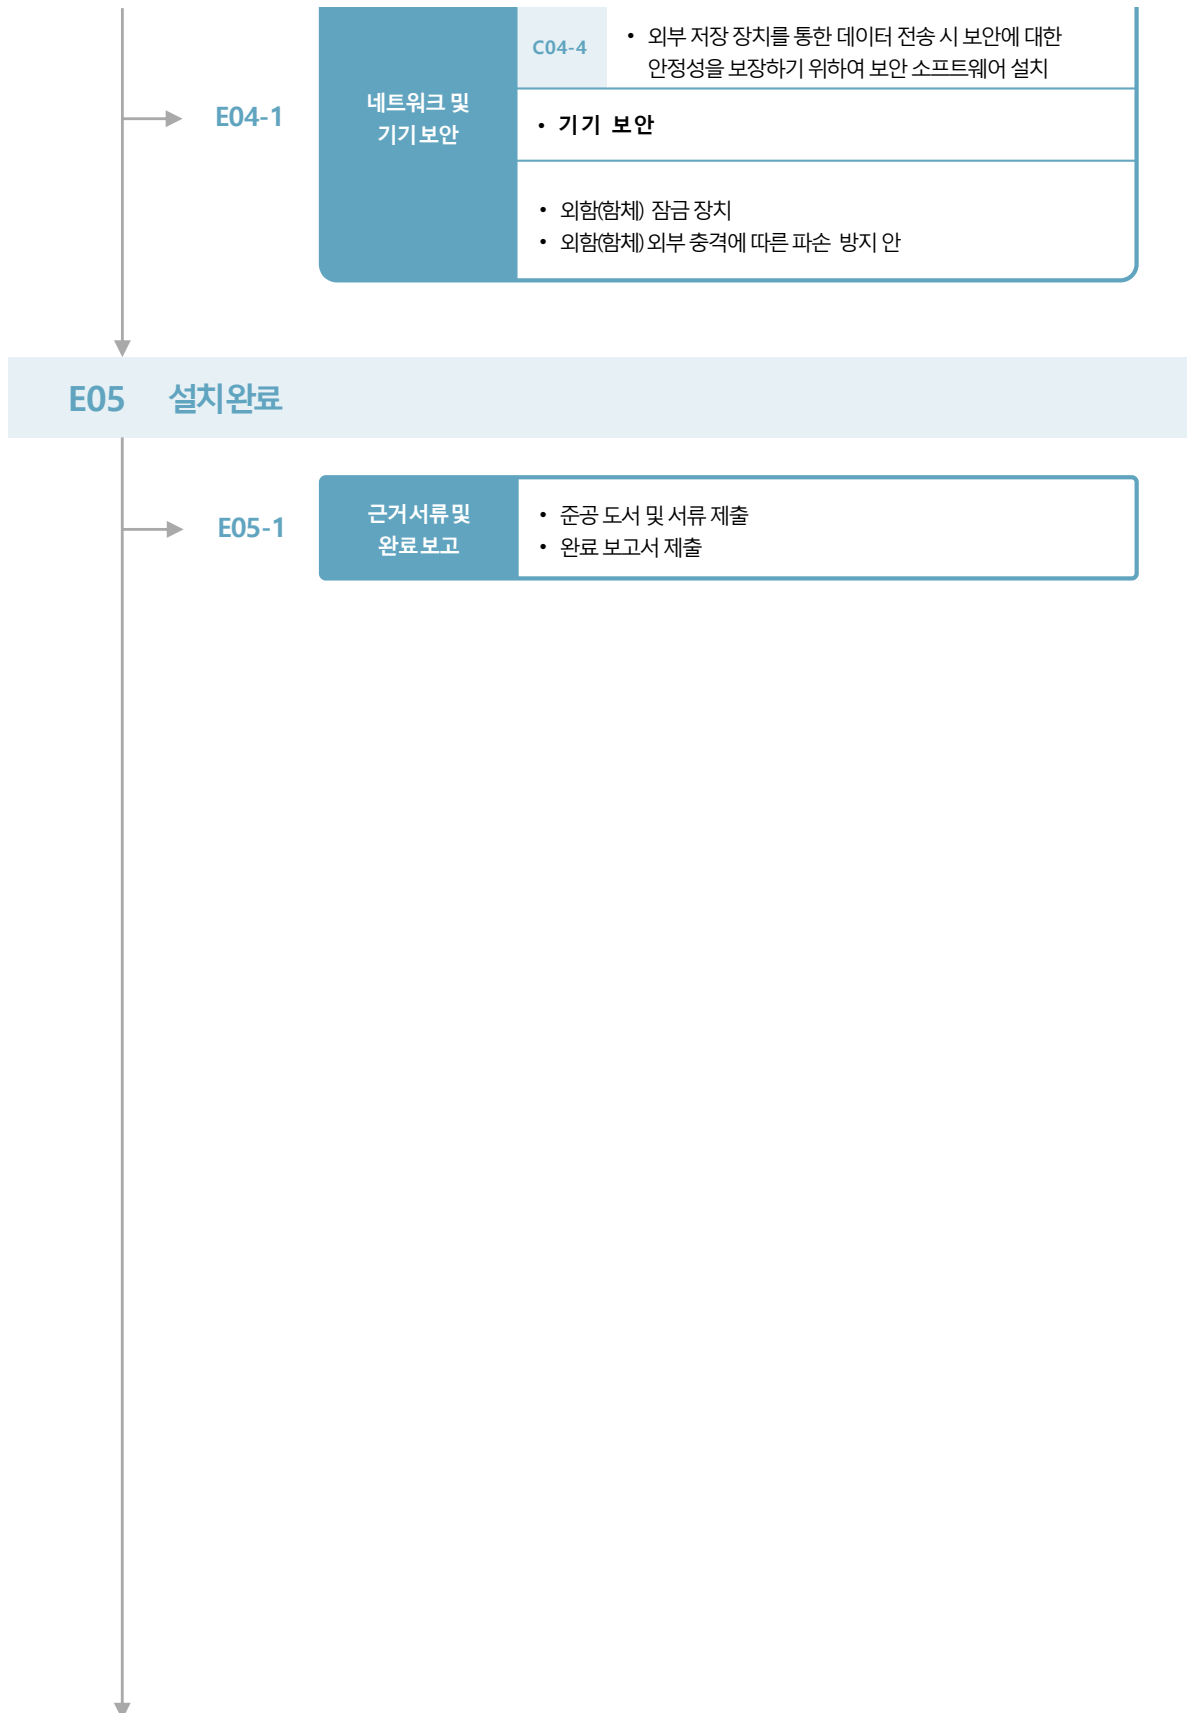 C04-4
• 외부 저장 장치를 통한 데이터 전송 시 보안에 대한
안정성을 보장하기 위하여 보안 소프트웨어 설치
E04-1
네트워크 및
기기 보안
• 기기 보안
• 외함(함체) 잠금 장치
• 외함(함체) 외부 충격에 따른 파손 방지 안
E05 설치 완료
E05-1
근거 서류 및
완료 보고
• 준공 도서 및 서류 제출
• 완료 보고서 제출